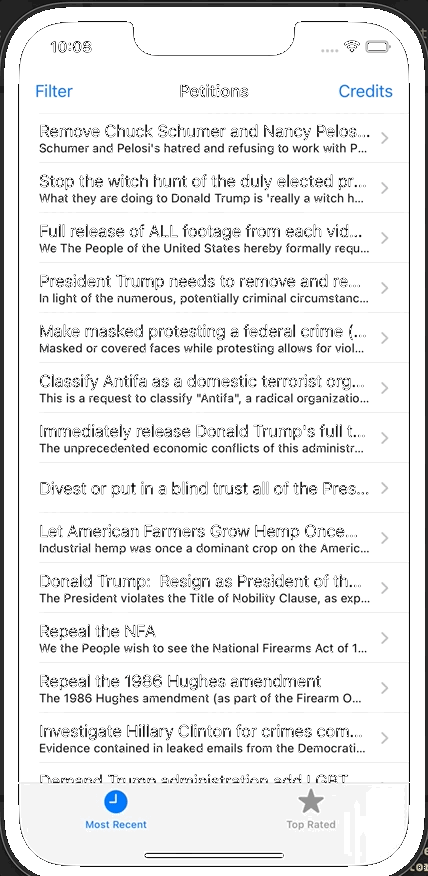 10:08
Filter Petitions Credits
Remove Chuck Schumer and Nancy Pelos...
Schumer and Pelosi's hatred and refusing to work with P...
Stop the witch hunt of the duly elected pr...
What they are doing to Donald Trump is 'really a witch h...
Full release of ALL footage from each vid...
We The People of the United States hereby formally requ...
President Trump needs to remove and re...
In light of the numerous, potentially criminal circumstanc...
Make masked protesting a federal crime (...
Masked or covered faces while protesting allows for viol...
Classify Antifa as a domestic terrorist org...
This is a request to classify "Antifa", a radical organizatio...
Immediately release Donald Trump's full t...
The unprecedented economic conflicts of this administr...
Divest or put in a blind trust all of the Pres...
Let American Farmers Grow Hemp Once...
Industrial hemp was once a dominant crop on the Americ...
Donald Trump: Resign as President of th...
The President violates the Title of Nobility Clause, as exp...
Repeal the NFA
We the People wish to see the National Firearms Act of 1...
Repeal the 1986 Hughes amendment
The 1986 Hughes amendment (as part of the Firearm O...
Investigate Hillary Clinton for crimes com...
Evidence contained in leaked emails from the Democrati...
Demand Trump administration add LGBT...
Most Recent Top Rated